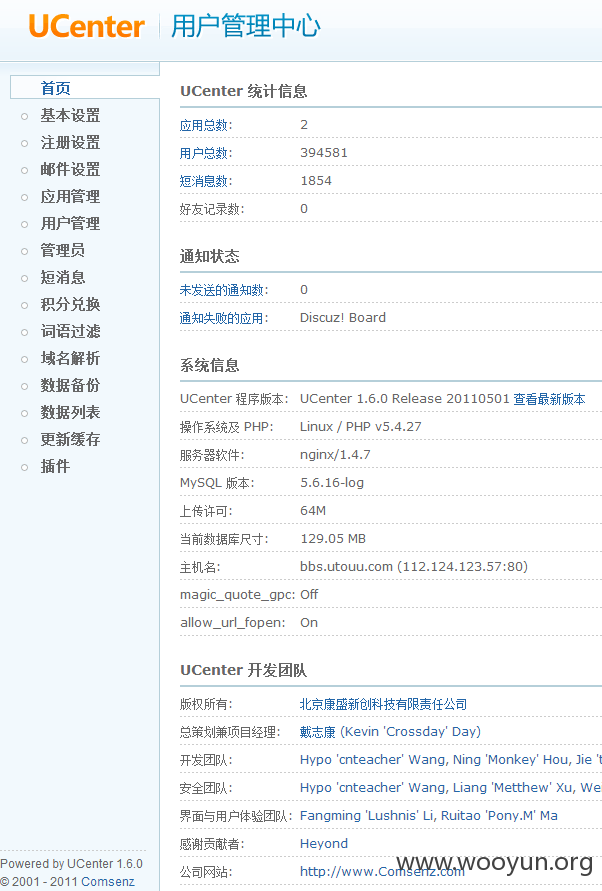 UCenter 用户管理中心
首页
基本设置
注册设置
邮件设置
应用管理
用户管理
管理员
短消息
积分兑换
词语过滤
域名解析
数据备份
数据列表
更新缓存
插件
Powered by UCenter 1.6.0
© 2001 - 2011 Comsenz
UCenter 统计信息
应用总数: 2
用户总数: 394581
短消息数: 1854
好友记录数: 0
通知状态
未发送的通知数: 0
通知失败的应用: Discuz! Board
系统信息
UCenter 程序版本: UCenter 1.6.0 Release 20110501 查看最新版本
操作系统及 PHP: Linux / PHP v5.4.27
服务器软件: nginx/1.4.7
MySQL 版本: 5.6.16-log
上传许可: 64M
当前数据库尺寸: 129.05 MB
主机名: bbs.utouu.com (112.124.123.57:80)
magic_quote_gpc: Off
allow_url_fopen: On
UCenter 开发团队
版权所有: 北京康盛新创科技有限责任公司
总策划兼项目经理: 戴志康 (Kevin 'Crossday' Day)
开发团队: Hypo 'cnteacher' Wang, Ning 'Monkey' Hou, Jie
安全团队: Hypo 'cnteacher' Wang, Liang 'Metthew' Xu,
界面与用户体验团队: Fangming 'Lushnis' Li, Ruitao 'Pony.M' Ma
感谢贡献者: Heyond
公司网站: http://www.Comsenz.com
www.wooyun.org